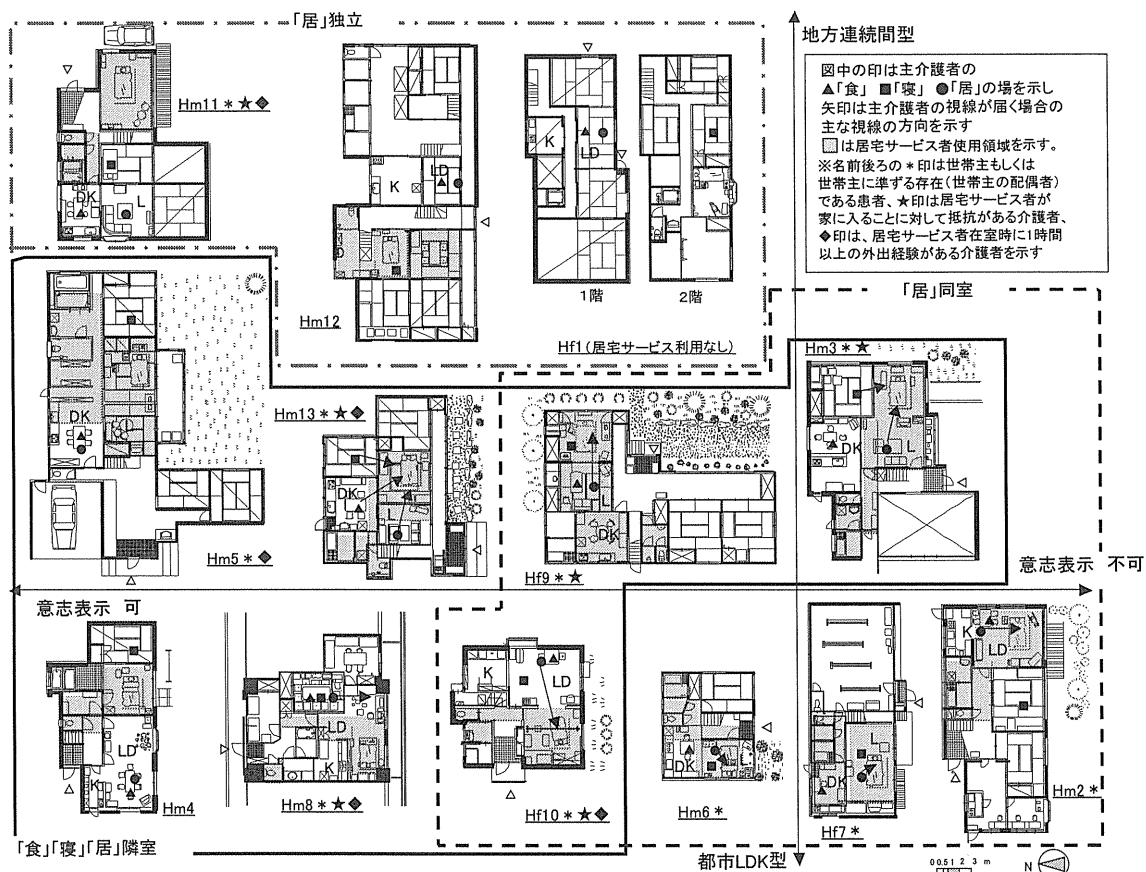 「居」独立
地方連続間型
図中の印は主介護者の
▲「食」 ■「寝」 ●「居」の場を示し
矢印は主介護者の視線が届く場合の
主な視線の方向を示す
は居宅サービス者使用領域を示す。
※名前後ろの＊印は世帯主もしくは
世帯主に準ずる存在(世帯主の配偶者)
である患者、★印は居宅サービス者が
家に入ることに対して抵抗がある介護者、
◆印は、居宅サービス者在室時に1時間
以上の外出経験がある介護者を示す
Hm11＊★◆
DK
L
K
LD
Hm12
K
LD
1階
2階
Hf1(居宅サービス利用なし)
「居」同室
DK
Hm5＊◆
Hm13＊★◆
DK
L
L
DK
Hf9＊★
Hm3＊★
DK
L
意志表示 可
意志表示 不可
LD
K
Hm4
LD
K
Hm8＊★◆
K
LD
Hf10＊★◆
DK
Hm6＊
L
DK
Hf7＊
K
LD
Hm2＊
「食」「寝」「居」隣室
都市LDK型
00.51 2 3 m
N